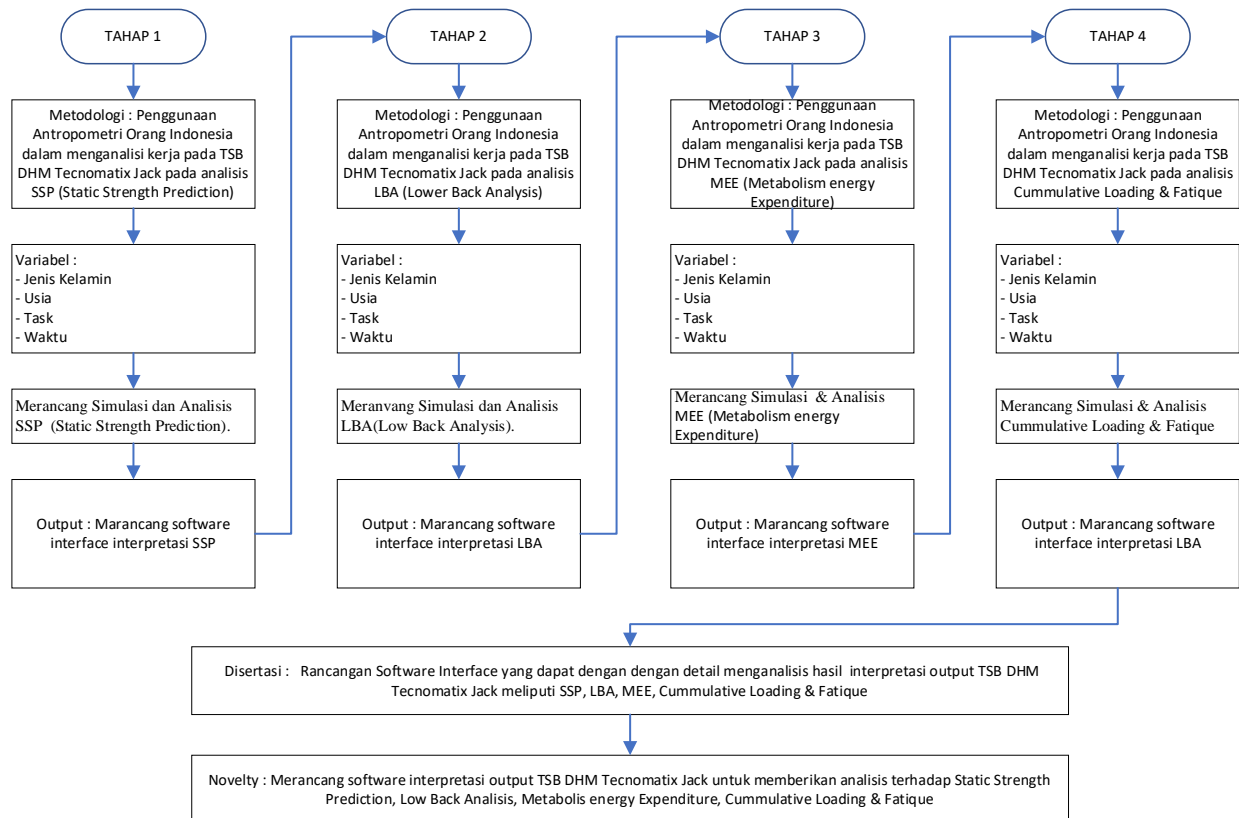 TAHAP 1
Metodologi : Penggunaan
Antropometri Orang Indonesia
dalam menganalisi kerja pada TSB
DHM Tecnomatix Jack pada analisis
SSP (Static Strength Prediction)
Variabel :
- Jenis Kelamin
- Usia
- Task
- Waktu
Merancang Simulasi dan Analisis
SSP (Static Strength Prediction).
Output : Marancang software
interface interpretasi SSP
TAHAP 2
Metodologi : Penggunaan
Antropometri Orang Indonesia
dalam menganalisi kerja pada TSB
DHM Tecnomatix Jack pada analisis
LBA (Lower Back Analysis)
Variabel :
- Jenis Kelamin
- Usia
- Task
- Waktu
Meranvang Simulasi dan Analisis
LBA(Low Back Analysis).
Output : Marancang software
interface interpretasi LBA
TAHAP 3
Metodologi : Penggunaan
Antropometri Orang Indonesia
dalam menganalisi kerja pada TSB
DHM Tecnomatix Jack pada analisis
MEE (Metabolism energy
Expenditure)
Variabel :
- Jenis Kelamin
- Usia
- Task
- Waktu
Merancang Simulasi & Analisis
MEE (Metabolism energy
Expenditure)
Output : Marancang software
interface interpretasi MEE
TAHAP 4
Metodologi : Penggunaan
Antropometri Orang Indonesia
dalam menganalisi kerja pada TSB
DHM Tecnomatix Jack pada analisis
Cummulative Loading & Fatique
Variabel :
- Jenis Kelamin
- Usia
- Task
- Waktu
Merancang Simulasi & Analisis
Cummulative Loading & Fatique
Output : Marancang software
interface interpretasi LBA
Disertasi : Rancangan Software Interface yang dapat dengan dengan detail menganalisis hasil interpretasi output TSB DHM
Tecnomatix Jack meliputi SSP, LBA, MEE, Cummulative Loading & Fatique
Novelty : Merancang software interpretasi output TSB DHM Tecnomatix Jack untuk memberikan analisis terhadap Static Strength
Prediction, Low Back Analysis, Metabolis energy Expenditure, Cummulative Loading & Fatique